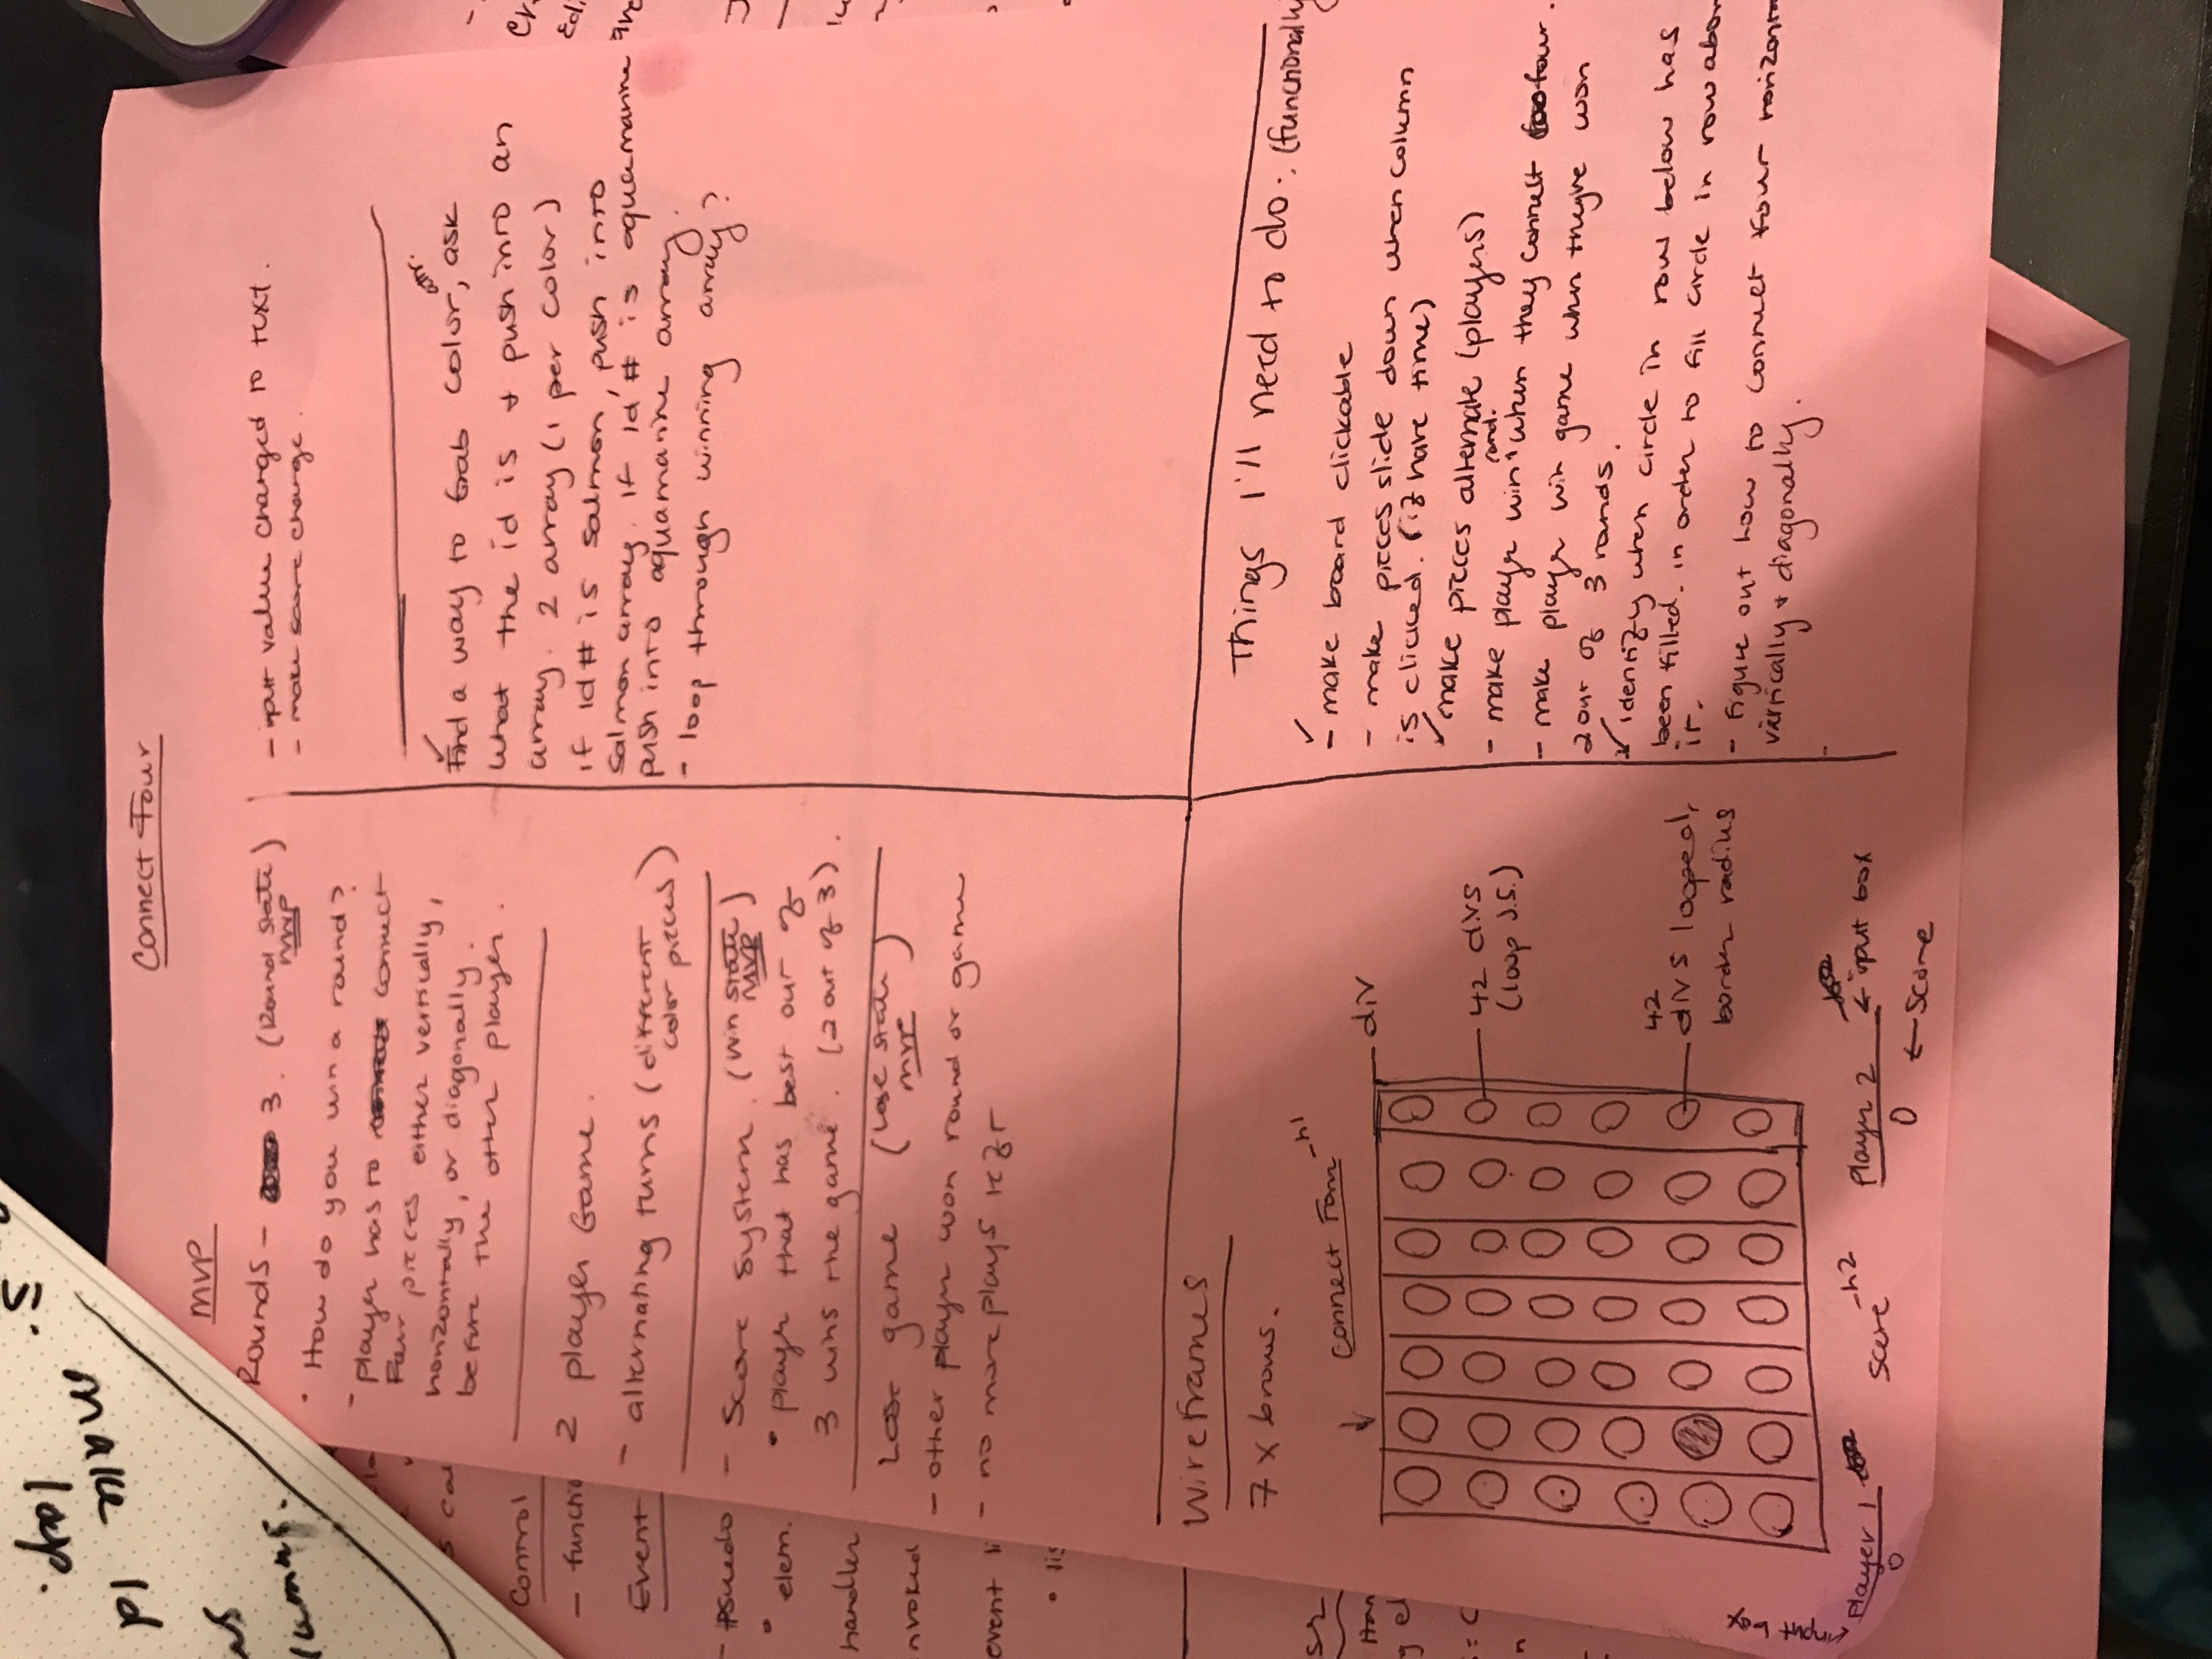 5.
make id
loop.
Connect Four
MVP
Rounds - 3. (Round State MVP)
• How do you win a round?
- player has to connect
Four pieces either vertically,
horizontally, or diagonally.
before the other player.
2 player Game.
- alternating turns (different
color pieces)
- Score system. (Win state MVP)
• player that has best out of
3 wins the game. (2 out of 3).
Lose game (Lose state MVP)
- other player won round or game
- no more plays left
- input value changed to text.
- make score change.
✓
Find a way to Grab color, attr. ask
what the id is + push into an
array. 2 array (1 per color)
if id # is salmon, push into
salmon array. if id # is aquamarine
push into aquamarine array.
- loop through winning array?
Wireframes
7 x 6 rows.
Connect Four - h1
div
42 divs
(loop J.S.)
42
divs looped,
border radius
input box
player 1
0
Score - h2
player 2
← input box
0
← Score
Things I'll need to do: (functionally
✓
- make board clickable
- make pieces slide down when column
is clicked. (if have time)
✓ make pieces alternate (players)
- make player win rond. when they connect four.
- make player win game when they've won
2 out of 3 rounds.
✓ identify when circle in row below has
been filled. in order to fill circle in row abov
it.
- Figure out how to connect four horizonta
vertically + diagonally.
-
Control
- functio
Event
- Psuedo
• elem.
handler
nvoked
event li
• lis